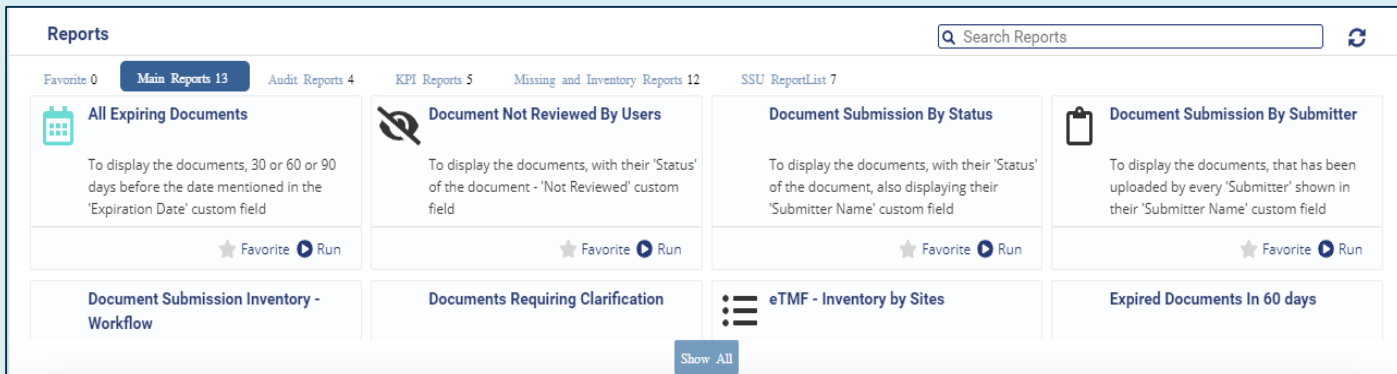 Reports
Search Reports
Favorite 0
Main Reports 13
Audit Reports 4
KPI Reports 5
Missing and Inventory Reports 12
SSU ReportList 7
All Expiring Documents
To display the documents, 30 or 60 or 90
days before the date mentioned in the
'Expiration Date' custom field
Favorite Run
Document Not Reviewed By Users
To display the documents, with their 'Status'
of the document - 'Not Reviewed' custom
field
Favorite Run
Document Submission By Status
To display the documents, with their 'Status'
of the document, also displaying their
'Submitter Name' custom field
Favorite Run
Document Submission By Submitter
To display the documents, that has been
uploaded by every 'Submitter' shown in
their 'Submitter Name' custom field
Favorite Run
Document Submission Inventory -
Workflow
Documents Requiring Clarification
eTMF - Inventory by Sites
Expired Documents In 60 days
Show All